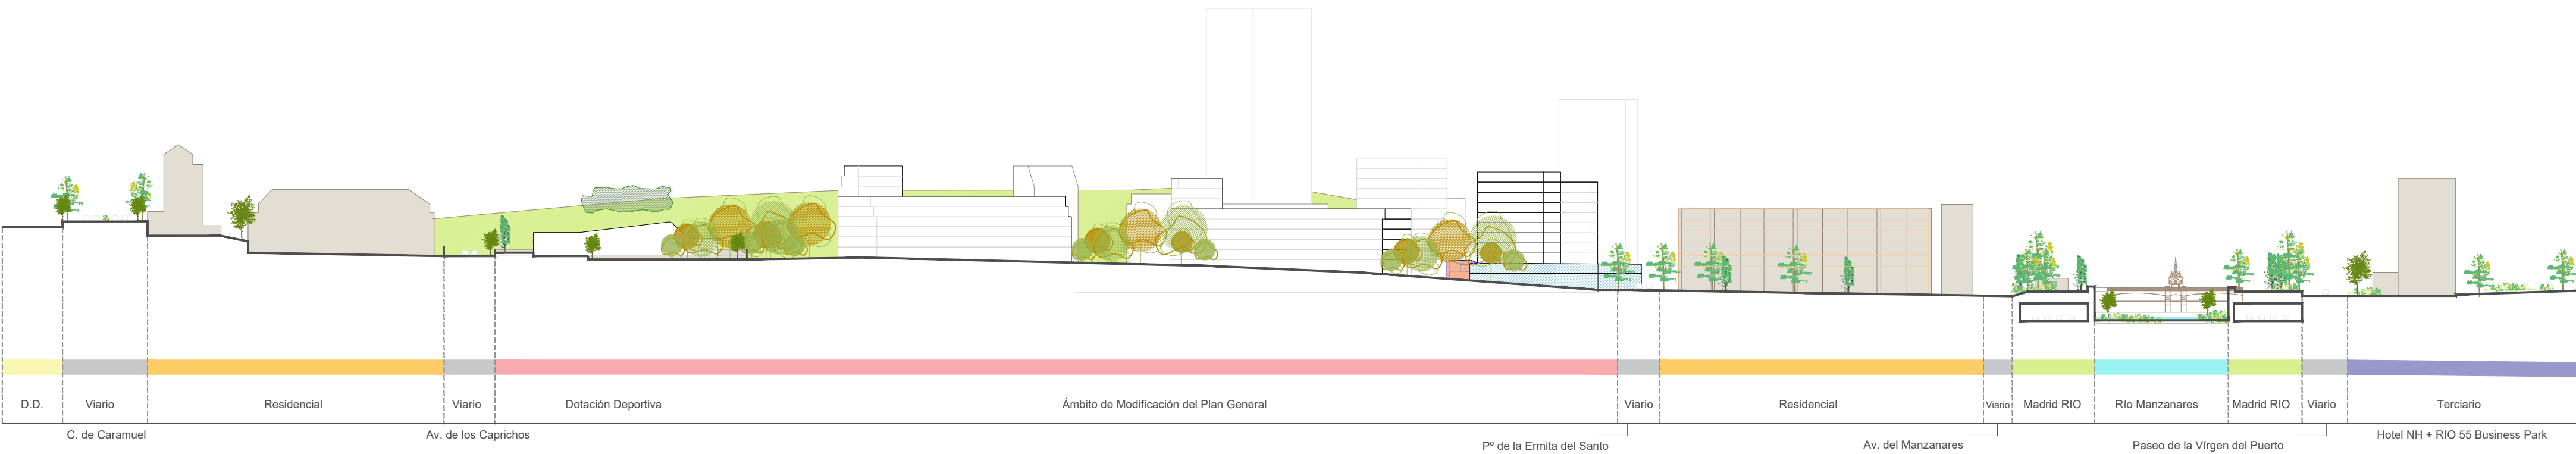 D.D.
Viario
Residencial
Viario
Dotación Deportiva
Ámbito de Modificación del Plan General
Viario
Residencial
Viario
Madrid RIO
Río Manzanares
Madrid RIO
Viario
Terciario
C. de Caramuel
Av. de los Caprichos
Pº de la Ermita del Santo
Av. del Manzanares
Paseo de la Vírgen del Puerto
Hotel NH + RIO 55 Business Park